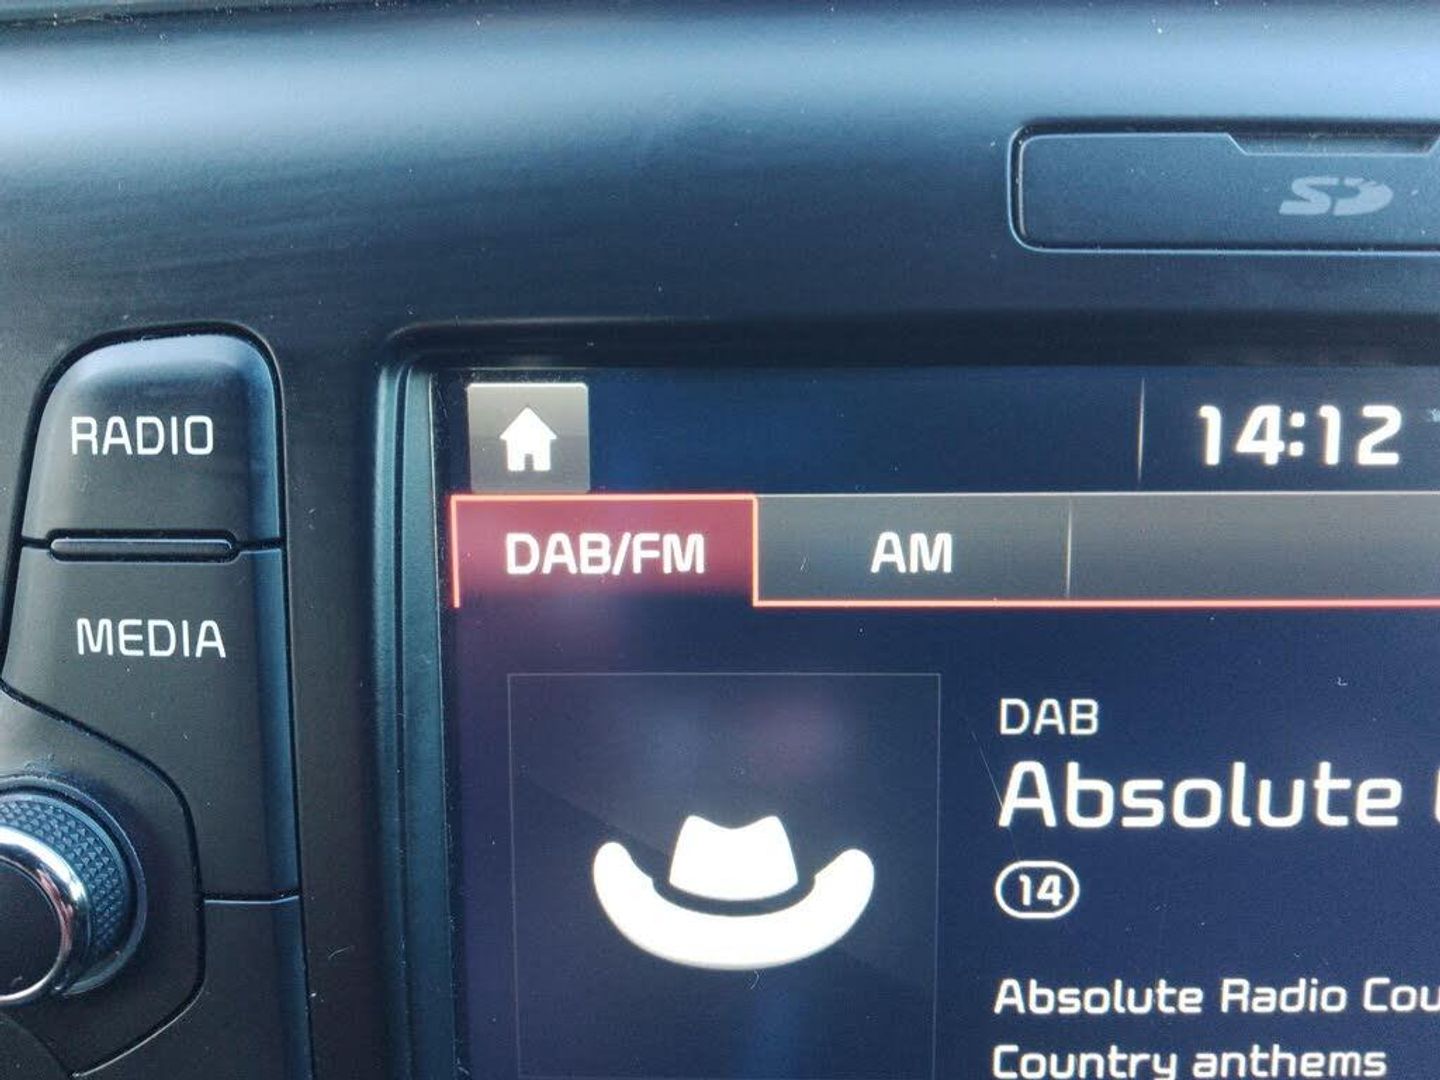 SD
RADIO
MEDIA
14:12
DAB/FM
AM
DAB
Absolute
14
Absolute Radio Cou
Country anthems